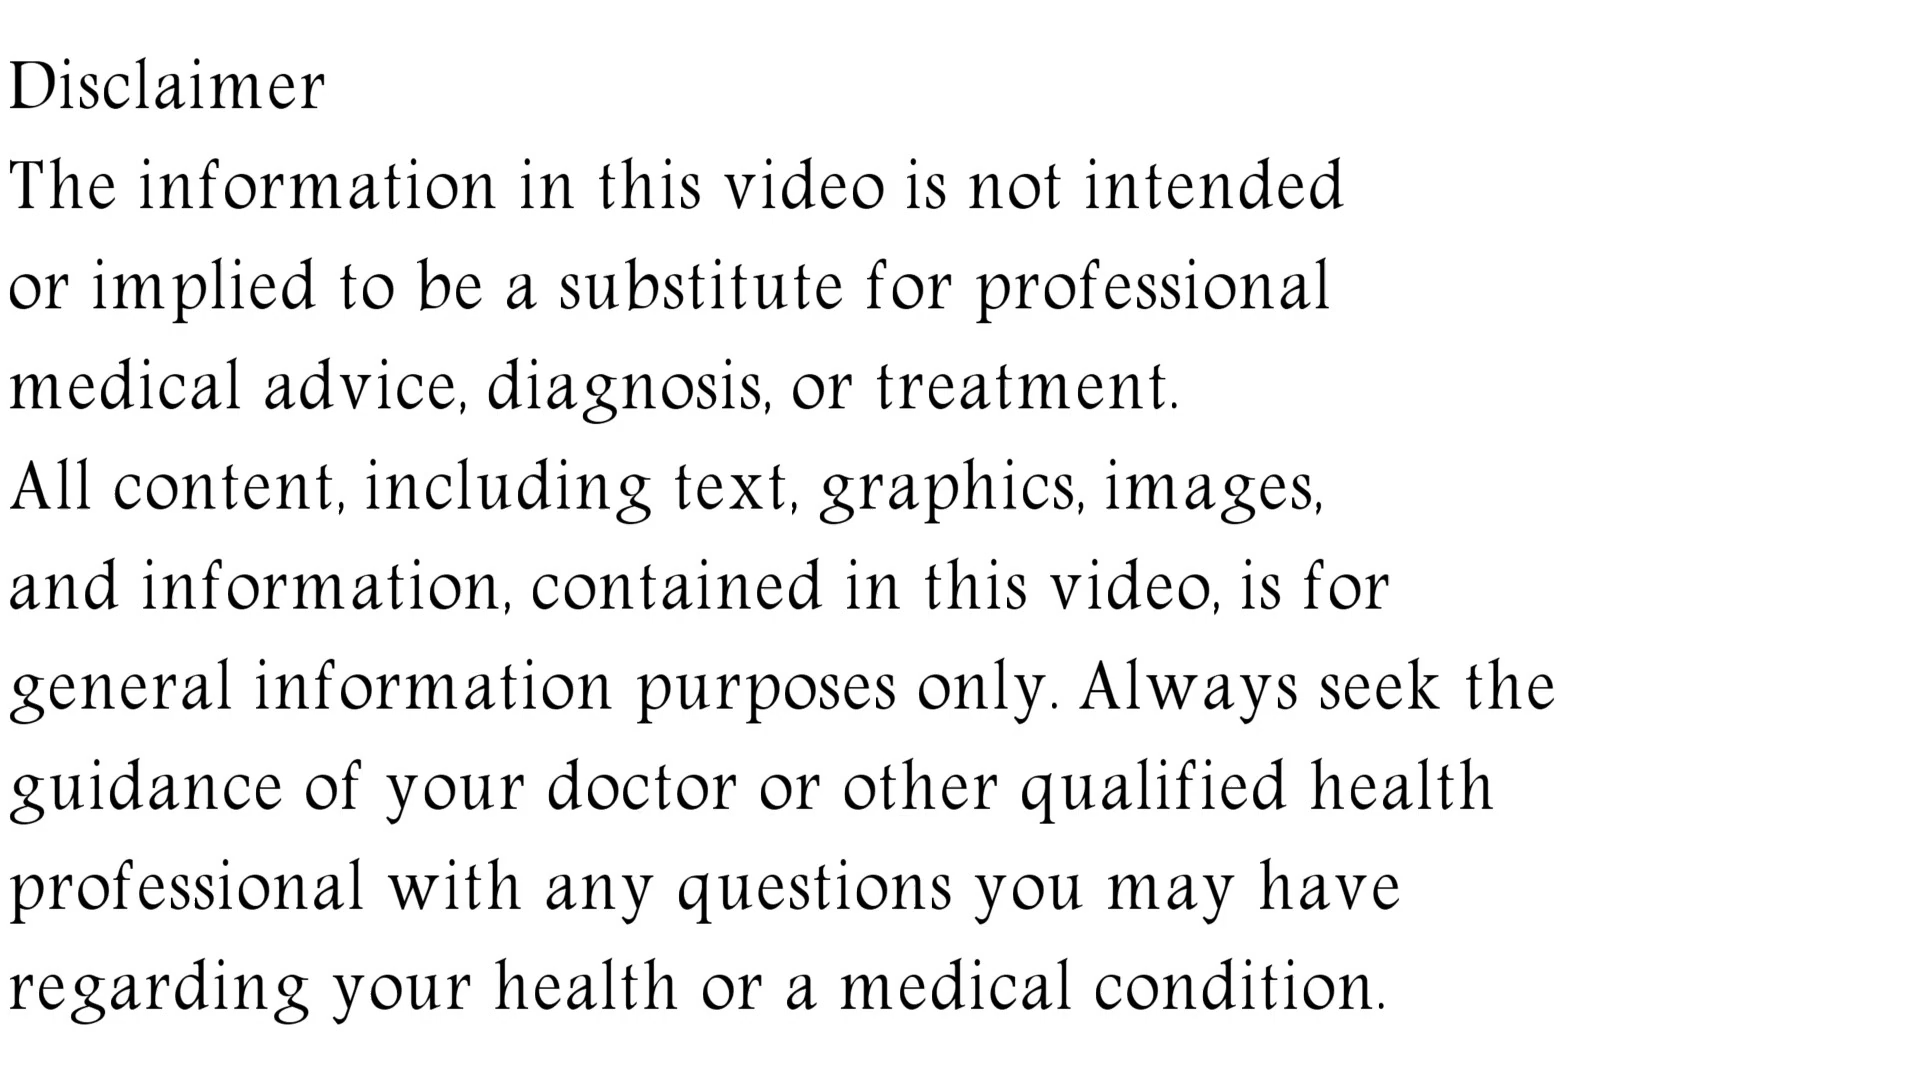 Disclaimer
The information in this video is not intended
or implied to be a substitute for professional
medical advice, diagnosis, or treatment.
All content, including text, graphics, images,
and information, contained in this video, is for
general information purposes only. Always seek the
guidance of your doctor or other qualified health
professional with any questions you may have
regarding your health or a medical condition.